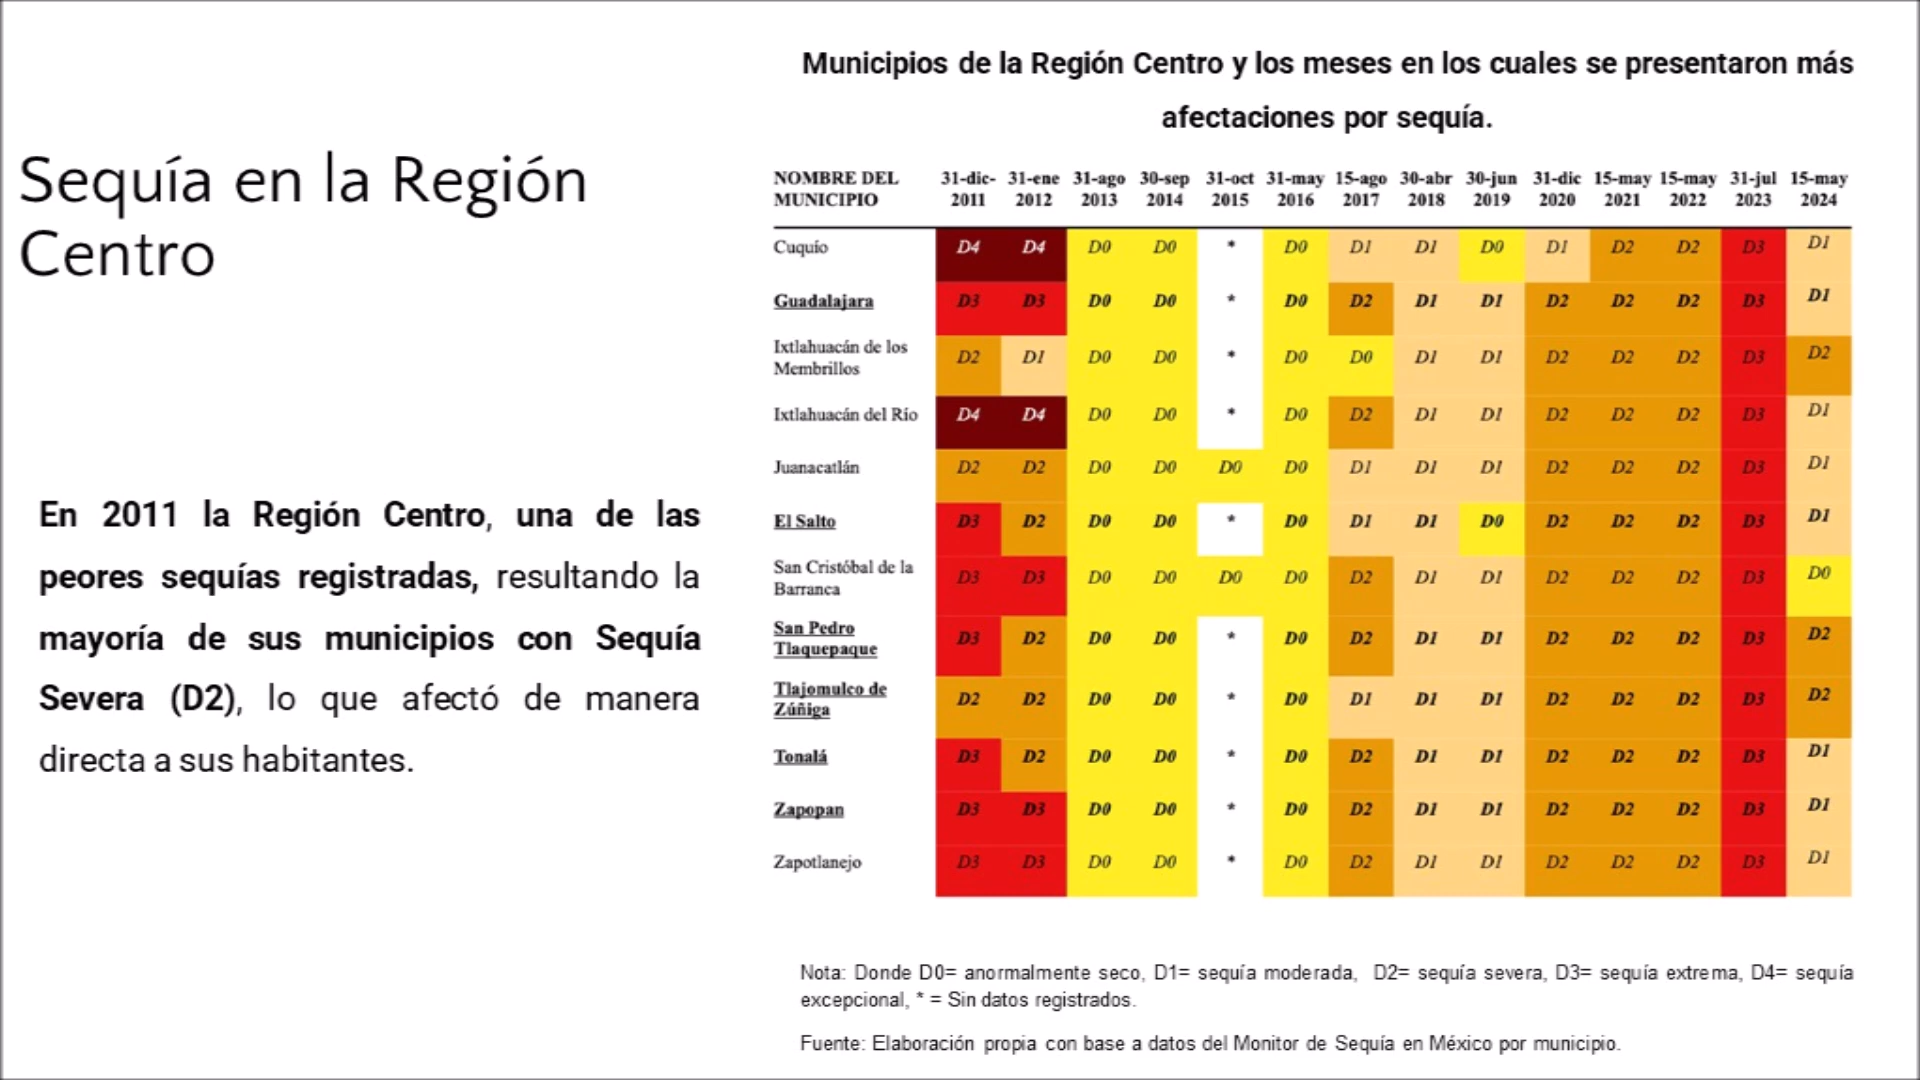 Sequía en la Región
Centro
En 2011 la Región Centro, una de las
peores sequías registradas, resultando la
mayoría de sus municipios con Sequía
Severa (D2), lo que afectó de manera
directa a sus habitantes.
Municipios de la Región Centro y los meses en los cuales se presentaron más
afectaciones por sequía.
NOMBRE DEL 31-dic- 31-ene 31-ago 30-sep 31-oct 31-may 15-ago 30-abr 30-jun 31-dic 15-may 15-may 31-jul 15-may
MUNICIPIO 2011 2012 2013 2014 2015 2016 2017 2018 2019 2020 2021 2022 2023 2024
Cuquío D4 D4 D0 D0 * D0 D1 D1 D0 D1 D2 D2 D3 D1
Guadalajara D3 D3 D0 D0 * D0 D2 D1 D1 D2 D2 D2 D3 D1
Ixtlahuacán de los
Membrillos D2 D1 D0 D0 * D0 D0 D1 D1 D2 D2 D2 D3 D2
Ixtlahuacán del Río D4 D4 D0 D0 * D0 D2 D1 D1 D2 D2 D2 D3 D1
Juanacatlán D2 D2 D0 D0 D0 D0 D1 D1 D1 D2 D2 D2 D3 D1
El Salto D3 D2 D0 D0 * D0 D1 D1 D0 D2 D2 D2 D3 D1
San Cristóbal de la
Barranca D3 D3 D0 D0 D0 D0 D2 D1 D1 D2 D2 D2 D3 D0
San Pedro
Tlaquepaque D3 D2 D0 D0 * D0 D2 D1 D1 D2 D2 D2 D3 D2
Tlajomulco de
Zúñiga D2 D2 D0 D0 * D0 D1 D1 D1 D2 D2 D2 D3 D2
Tonalá D3 D2 D0 D0 * D0 D2 D1 D1 D2 D2 D2 D3 D1
Zapopan D3 D3 D0 D0 * D0 D2 D1 D1 D2 D2 D2 D3 D1
Zapotlanejo D3 D3 D0 D0 * D0 D2 D1 D1 D2 D2 D2 D3 D1
Nota: Donde D0= anormalmente seco, D1= sequía moderada, D2= sequía severa, D3= sequía extrema, D4= sequía
excepcional, * = Sin datos registrados.
Fuente: Elaboración propia con base a datos del Monitor de Sequía en México por municipio.